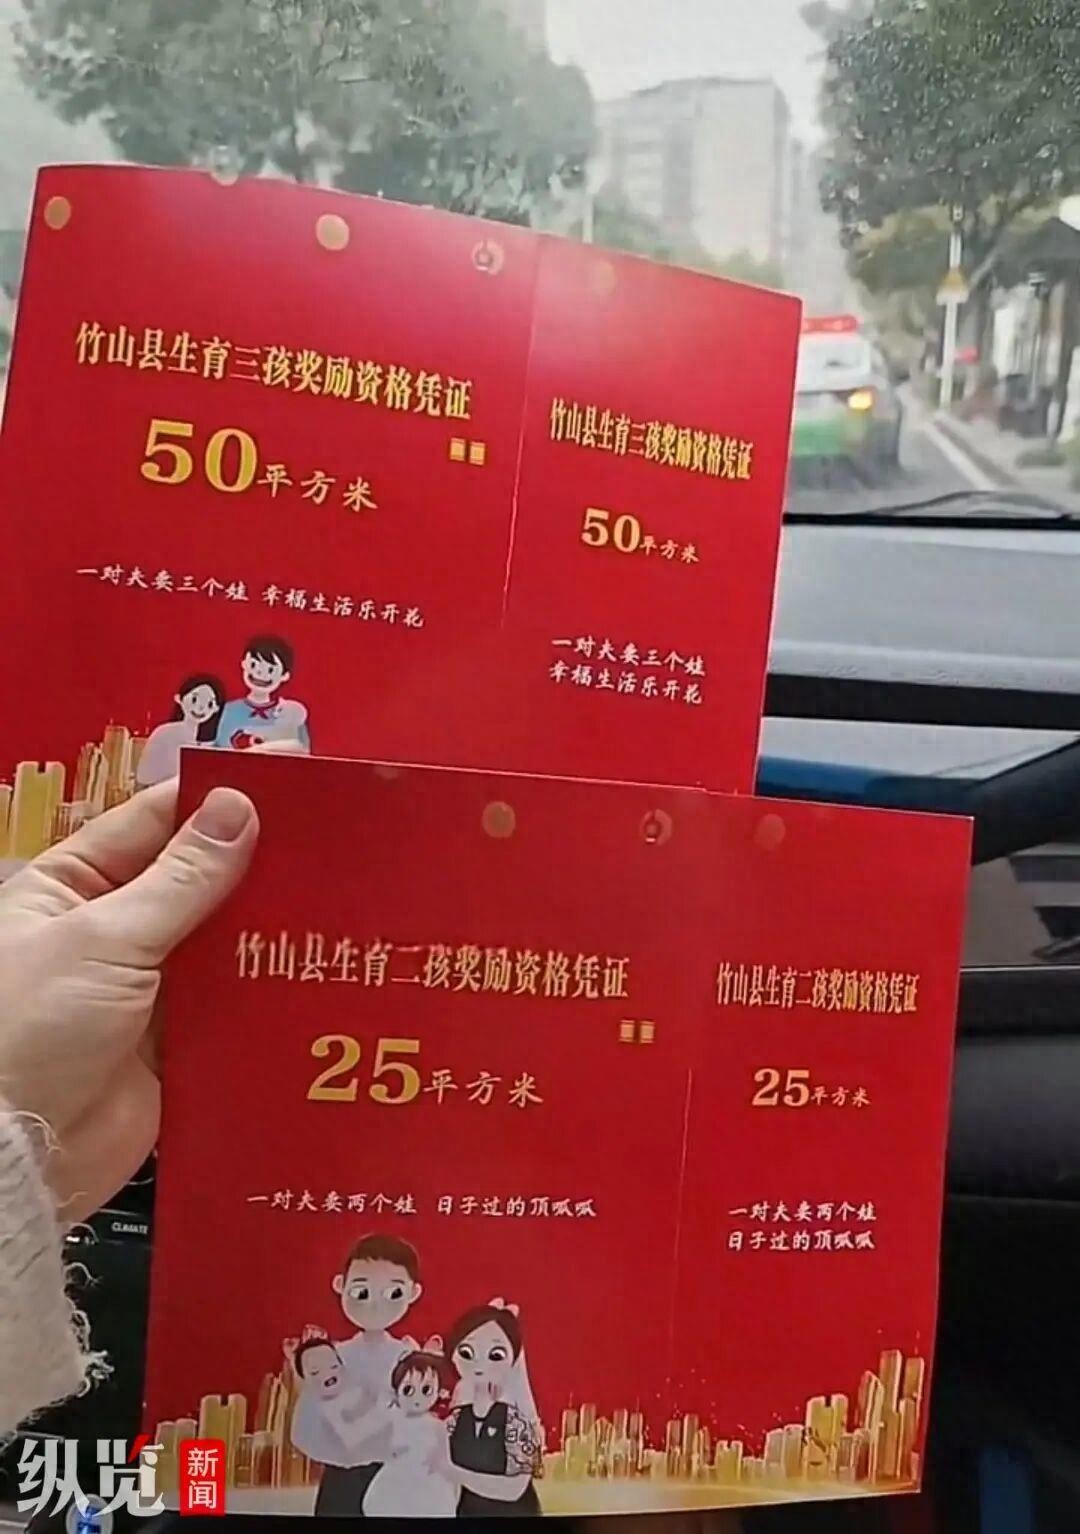 竹山县生育三孩奖励资格凭证
50平方米
一对夫妻三个娃 幸福生活乐开花
竹山县生育三孩奖励资格凭证
50平方米
一对夫妻三个娃
幸福生活乐开花
竹山县生育二孩奖励资格凭证
25平方米
一对夫妻两个娃 日子过的顶呱呱
竹山县生育二孩奖励资格凭证
25平方米
一对夫妻两个娃
日子过的顶呱呱
CLIMATE
纵览新闻